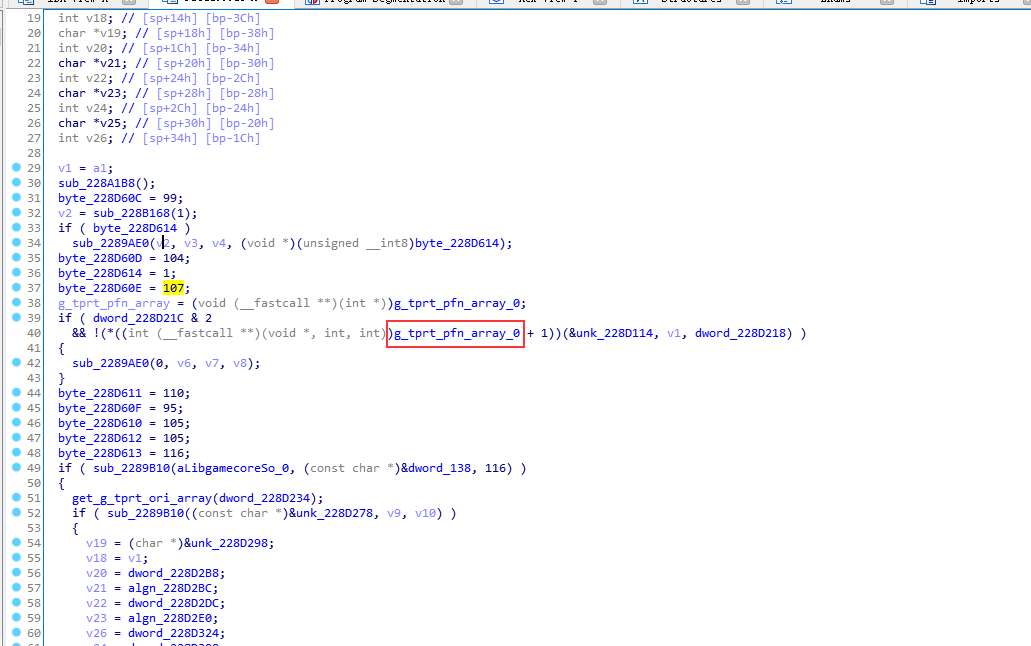 19 int v18; // [sp+14h] [bp-3Ch]
20 char *v19; // [sp+18h] [bp-38h]
21 int v20; // [sp+1Ch] [bp-34h]
22 char *v21; // [sp+20h] [bp-30h]
23 int v22; // [sp+24h] [bp-2Ch]
24 char *v23; // [sp+28h] [bp-28h]
25 int v24; // [sp+2Ch] [bp-24h]
26 char *v25; // [sp+30h] [bp-20h]
27 int v26; // [sp+34h] [bp-1Ch]
28
29 v1 = a1;
30 sub_228A1B8();
31 byte_228D60C = 99;
32 v2 = sub_228B168(1);
33 if ( byte_228D614 )
34 sub_2289AE0(v2, v3, v4, (void *)(unsigned __int8)byte_228D614);
35 byte_228D60D = 104;
36 byte_228D614 = 1;
37 byte_228D60E = 107;
38 g_tprt_pfn_array = (void (__fastcall **)(int *))g_tprt_pfn_array_0;
39 if ( dword_228D21C & 2
40 && !(*((int (__fastcall **)(void *, int, int))g_tprt_pfn_array_0 + 1))(&unk_228D114, v1, dword_228D218) )
41 {
42 sub_2289AE0(0, v6, v7, v8);
43 }
44 byte_228D611 = 110;
45 byte_228D60F = 95;
46 byte_228D610 = 105;
47 byte_228D612 = 105;
48 byte_228D613 = 116;
49 if ( sub_2289B10(aLibgamecoreSo_0, (const char *)&dword_138, 116) )
50 {
51 get_g_tprt_ori_array(dword_228D234);
52 if ( sub_2289B10((const char *)&unk_228D278, v9, v10) )
53 {
54 v19 = (char *)&unk_228D298;
55 v18 = v1;
56 v20 = dword_228D2B8;
57 v21 = algn_228D2BC;
58 v22 = dword_228D2DC;
59 v23 = algn_228D2E0;
60 v26 = dword_228D324;